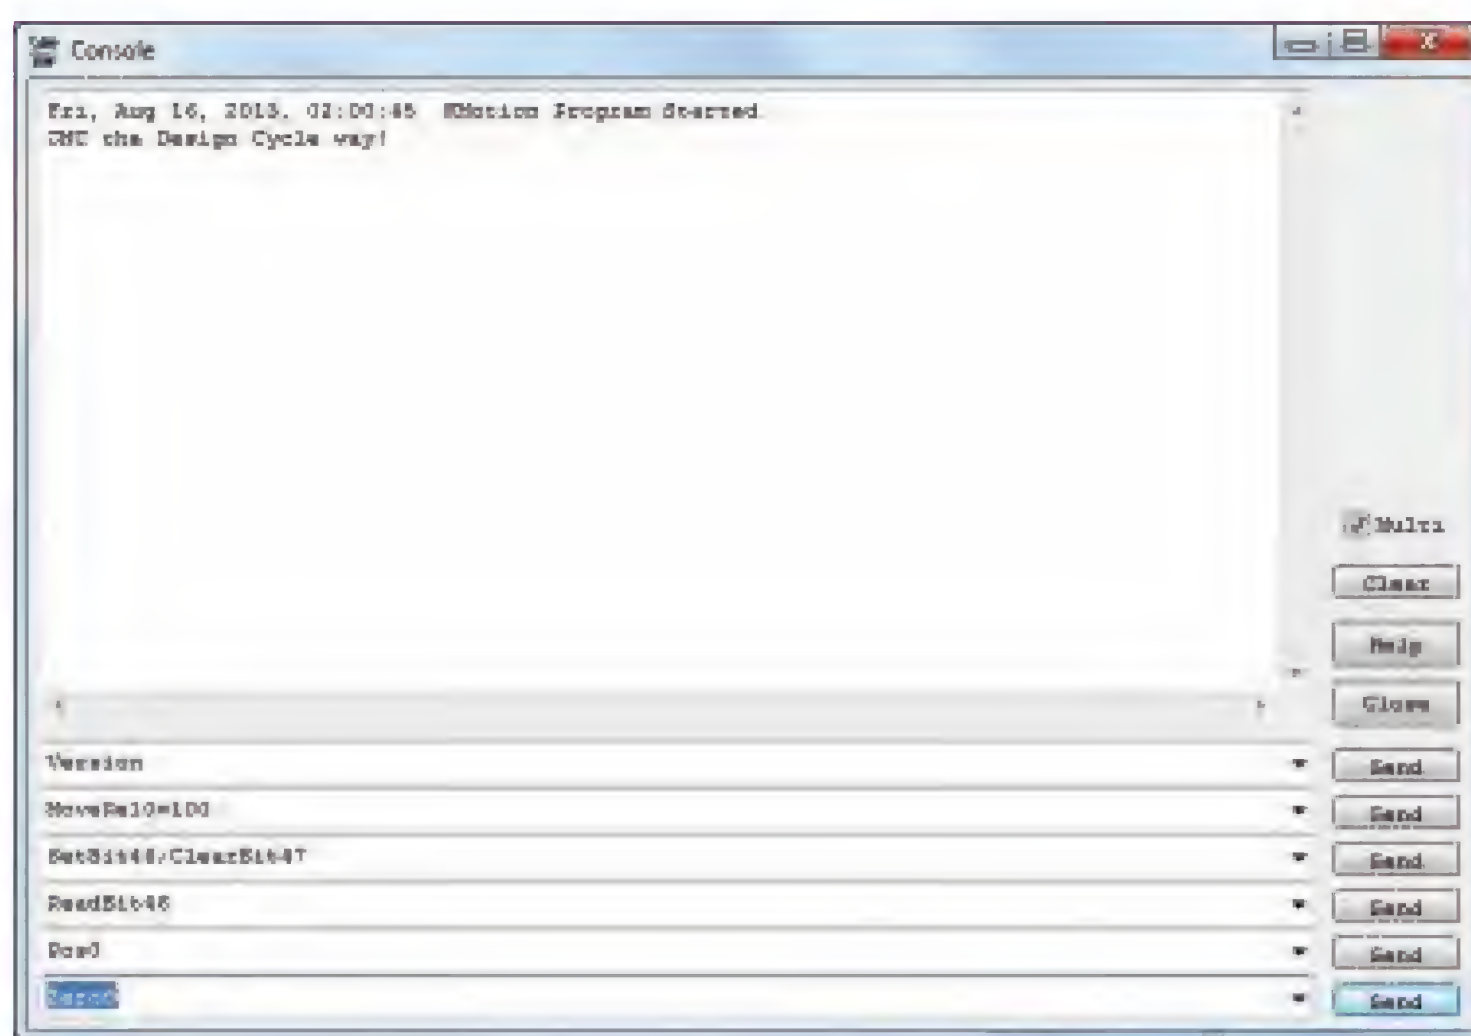 Console
Fri, Aug 16, 2013, 02:00:45 KMotion Program Started
the Design Cycle way!
Multi
Clear
Help
Close
Version
Send
MoveRel0=100
Send
SetBit46;ClearBit47
Send
ReadBit46
Send
Pos0
Send
Zero0
Send